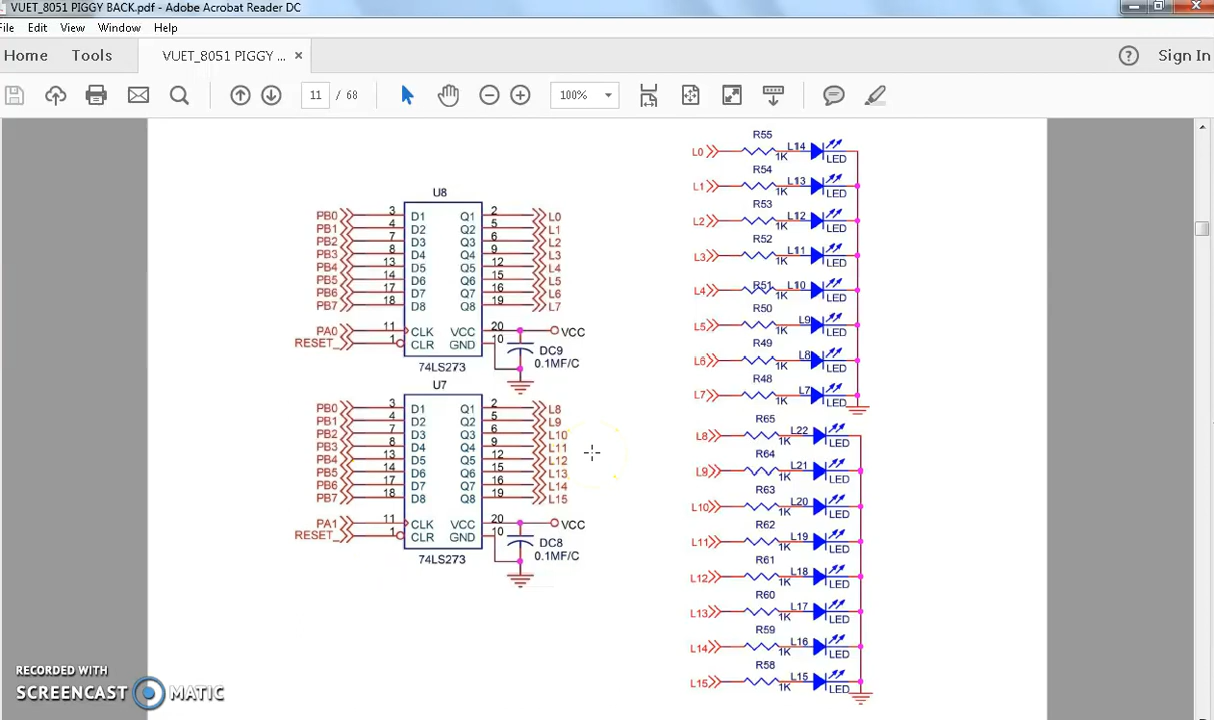 VUET_8051 PIGGY BACK.pdf - Adobe Acrobat Reader DC
File Edit View Window Help
Home Tools VUET_8051 PIGGY ... × Sign In
11 / 68 100%
U8
PB0 3 D1 Q1 2 L0
PB1 4 D2 Q2 5 L1
PB2 7 D3 Q3 6 L2
PB3 8 D4 Q4 9 L3
PB4 13 D5 Q5 12 L4
PB5 14 D6 Q6 15 L5
PB6 17 D7 Q7 16 L6
PB7 18 D8 Q8 19 L7
PA0 11 CLK VCC 20 VCC
RESET_ 1 CLR GND 10
DC9
74LS273 0.1MF/C
U7
PB0 3 D1 Q1 2 L8
PB1 4 D2 Q2 5 L9
PB2 7 D3 Q3 6 L10
PB3 8 D4 Q4 9 L11
PB4 13 D5 Q5 12 L12
PB5 14 D6 Q6 15 L13
PB6 17 D7 Q7 16 L14
PB7 18 D8 Q8 19 L15
PA1 11 CLK VCC 20 VCC
RESET_ 1 CLR GND 10
DC8
74LS273 0.1MF/C
R55
L0 1K L14 LED
R54
L1 1K L13 LED
R53
L2 1K L12 LED
R52
L3 1K L11 LED
R51
L4 1K L10 LED
R50
L5 1K L9 LED
R49
L6 1K L8 LED
R48
L7 1K L7 LED
R65
L8 1K L22 LED
R64
L9 1K L21 LED
R63
L10 1K L20 LED
R62
L11 1K L19 LED
R61
L12 1K L18 LED
R60
L13 1K L17 LED
R59
L14 1K L16 LED
R58
L15 1K L15 LED
RECORDED WITH
SCREENCAST MATIC